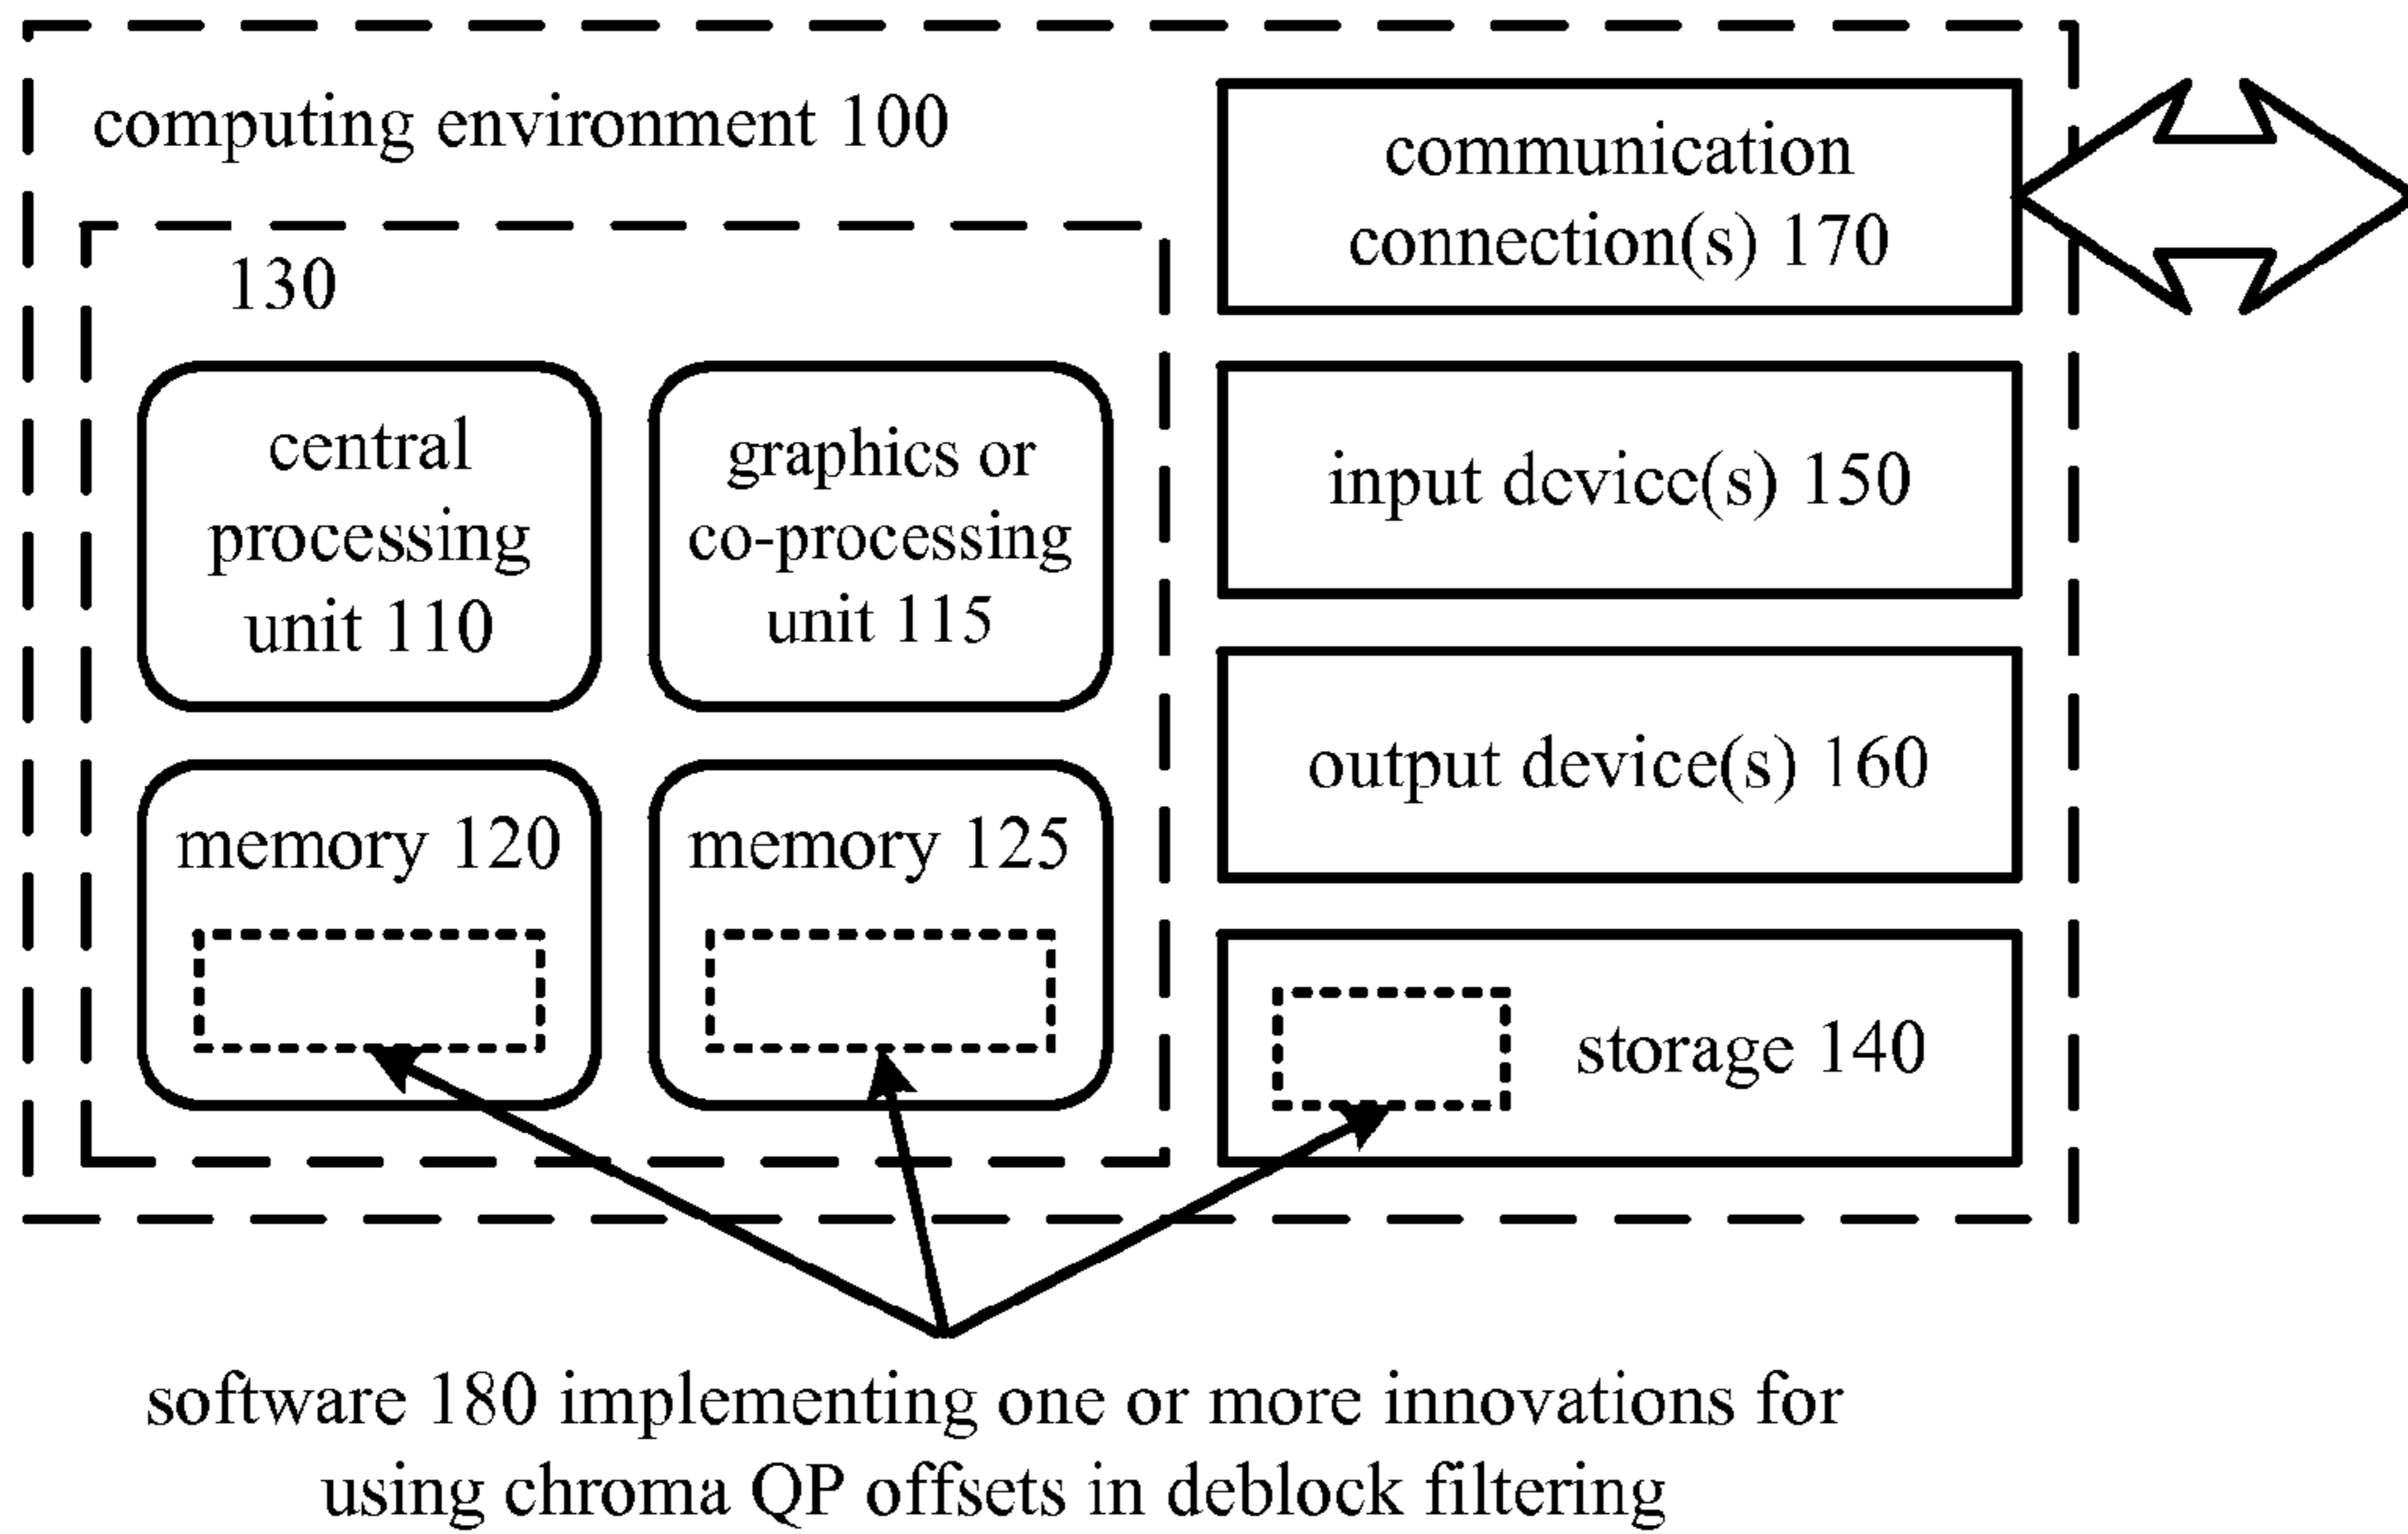 computing environment 100
130
central
processing
unit 110
graphics or
co-processing
unit 115
memory 120
memory 125
communication
connection(s) 170
input device(s) 150
output device(s) 160
storage 140
software 180 implementing one or more innovations for
using chroma QP offsets in deblock filtering